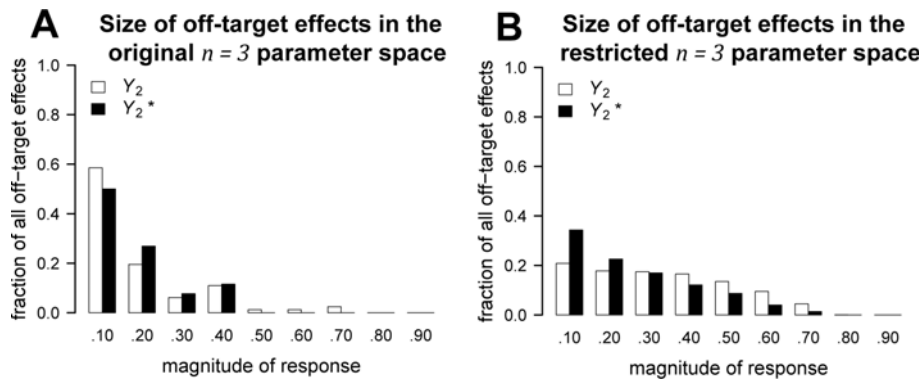 A Size of off-target effects in the
original n = 3 parameter space
fraction of all off−target effects
1.0
0.8
0.6
0.4
0.2
0.0
Y2
Y2 *
.10 .20 .30 .40 .50 .60 .70 .80 .90
magnitude of response
B Size of off-target effects in the
restricted n = 3 parameter space
fraction of all off−target effects
1.0
0.8
0.6
0.4
0.2
0.0
Y2
Y2 *
.10 .20 .30 .40 .50 .60 .70 .80 .90
magnitude of response